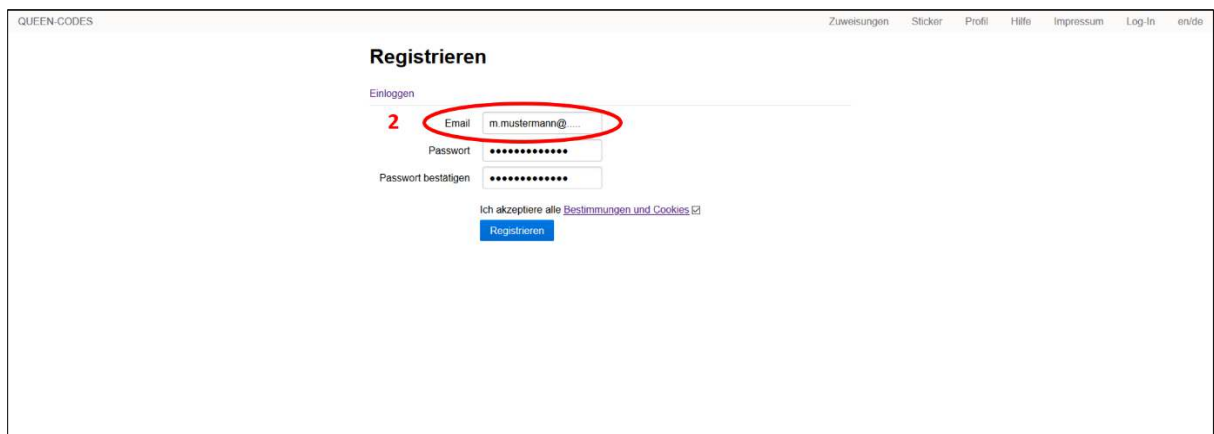 QUEEN-CODES Zuweisungen Sticker Profil Hilfe Impressum Log-In en/de
Registrieren
Einloggen
2 Email m.mustermann@.....
Passwort •••••••••••••
Passwort bestätigen •••••••••••••
Ich akzeptiere alle Bestimmungen und Cookies
Registrieren